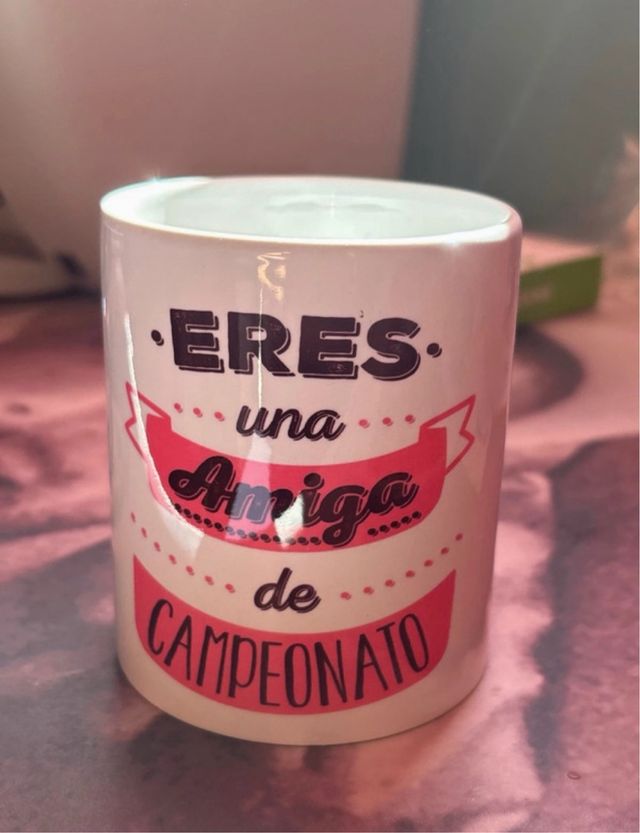 ·ERES·
una
Amiga
de
CAMPEONATO